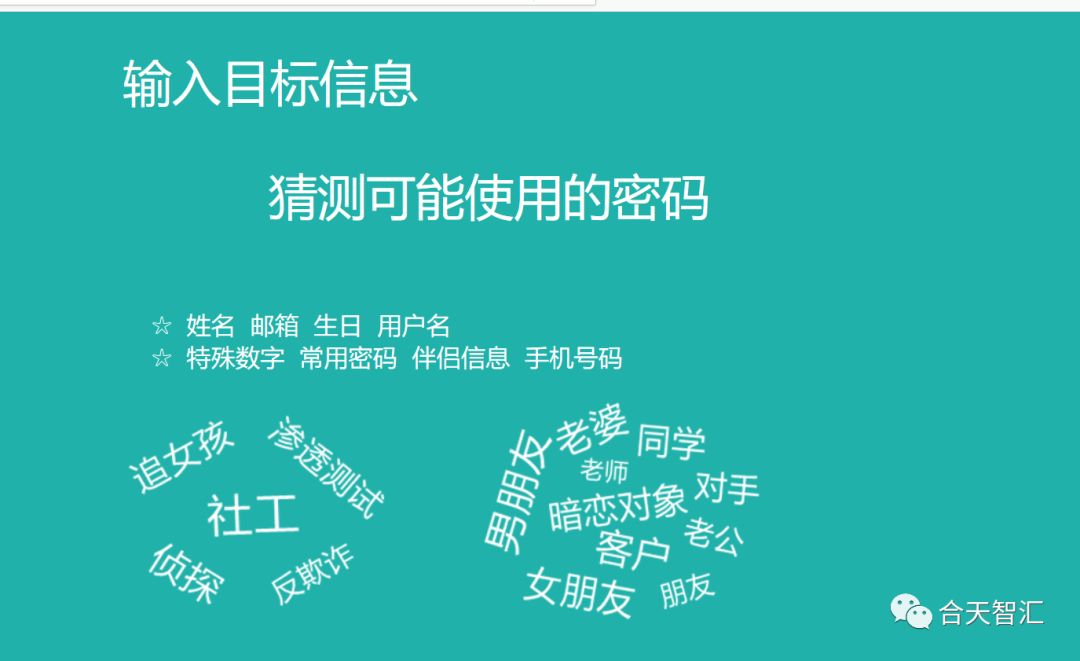 输入目标信息
猜测可能使用的密码
☆ 姓名 邮箱 生日 用户名
☆ 特殊数字 常用密码 伴侣信息 手机号码
追女孩
渗透测试
社工
侦探
反欺诈
男朋友
老婆
同学
老师
对手
暗恋对象
老公
客户
女朋友
朋友
合天智汇